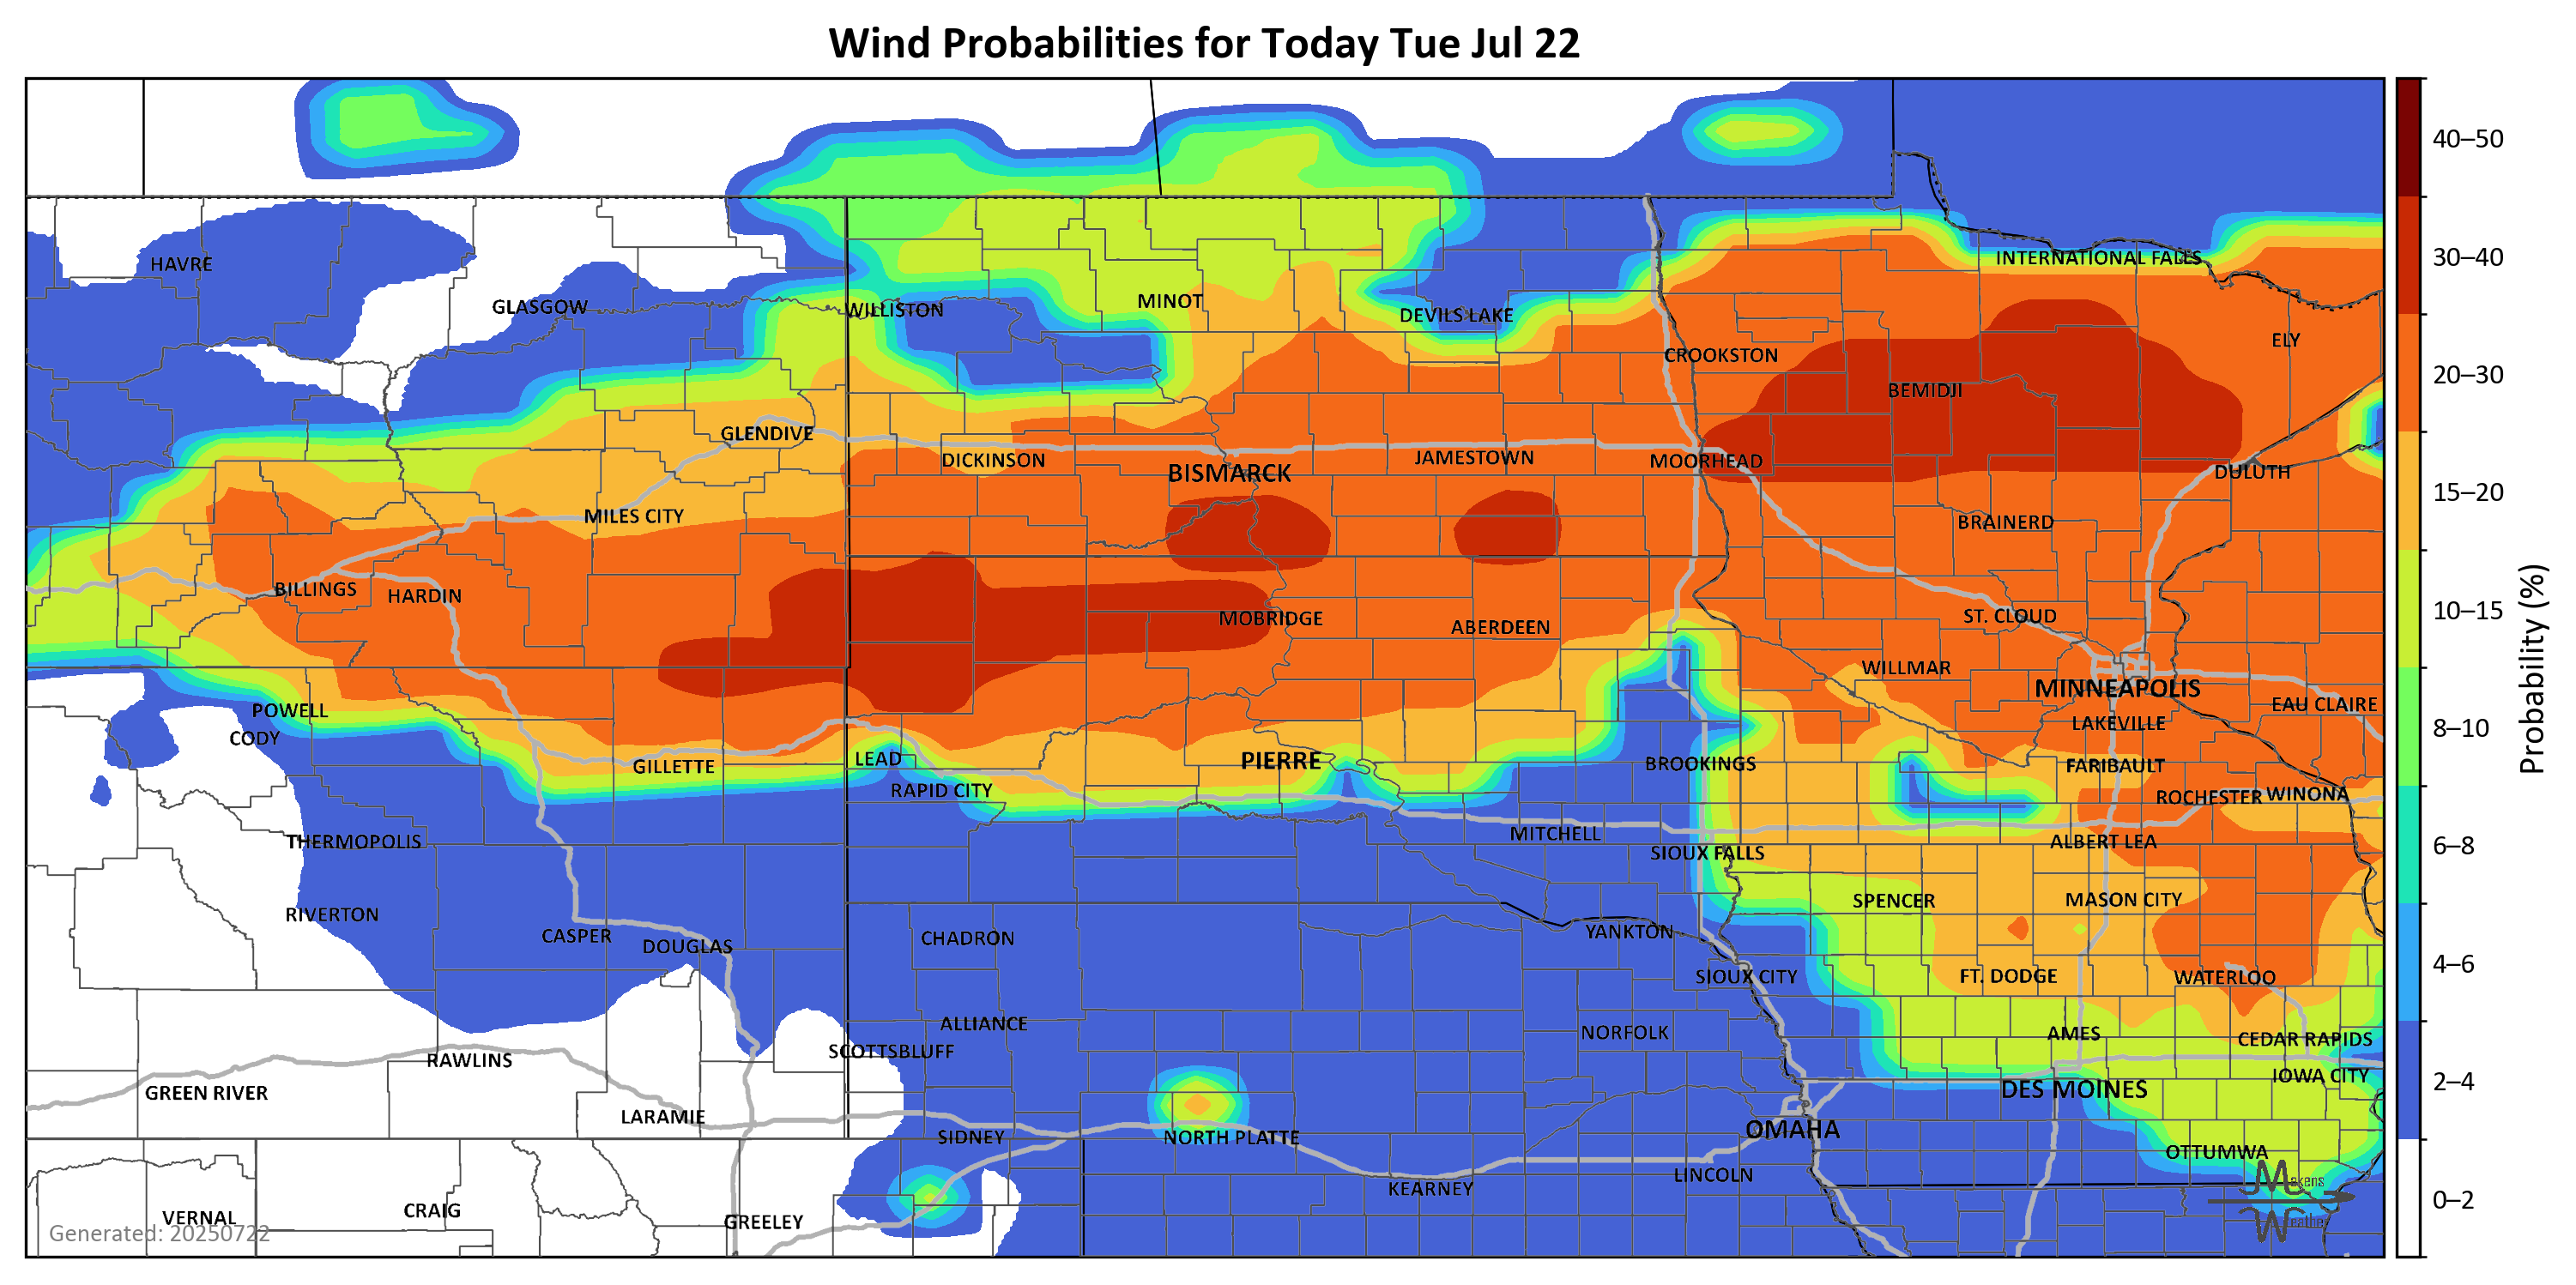 Wind Probabilities for Today Tue Jul 22
40–50
HAVRE
INTERNATIONAL FALLS
30–40
GLASGOW
WILLISTON
MINOT
DEVILS LAKE
ELY
CROOKSTON
20–30
BEMIDJI
GLENDIVE
DICKINSON
BISMARCK
JAMESTOWN
MOORHEAD
DULUTH
15–20
MILES CITY
BRAINERD
BILLINGS
HARDIN
MOBRIDGE
ABERDEEN
ST. CLOUD
10–15
Probability (%)
WILLMAR
MINNEAPOLIS
POWELL
EAU CLAIRE
CODY
LAKEVILLE
8–10
GILLETTE
LEAD
PIERRE
BROOKINGS
FARIBAULT
RAPID CITY
ROCHESTER
WINONA
THERMOPOLIS
MITCHELL
ALBERT LEA
6–8
SIOUX FALLS
RIVERTON
SPENCER
MASON CITY
CASPER
DOUGLAS
CHADRON
YANKTON
4–6
SIOUX CITY
FT. DODGE
WATERLOO
ALLIANCE
NORFOLK
AMES
CEDAR RAPIDS
SCOTTSBLUFF
RAWLINS
IOWA CITY
2–4
GREEN RIVER
DES MOINES
LARAMIE
SIDNEY
NORTH PLATTE
OMAHA
OTTUMWA
LINCOLN
KEARNEY
Makens
0–2
VERNAL
CRAIG
GREELEY
Weather
Generated: 20250722